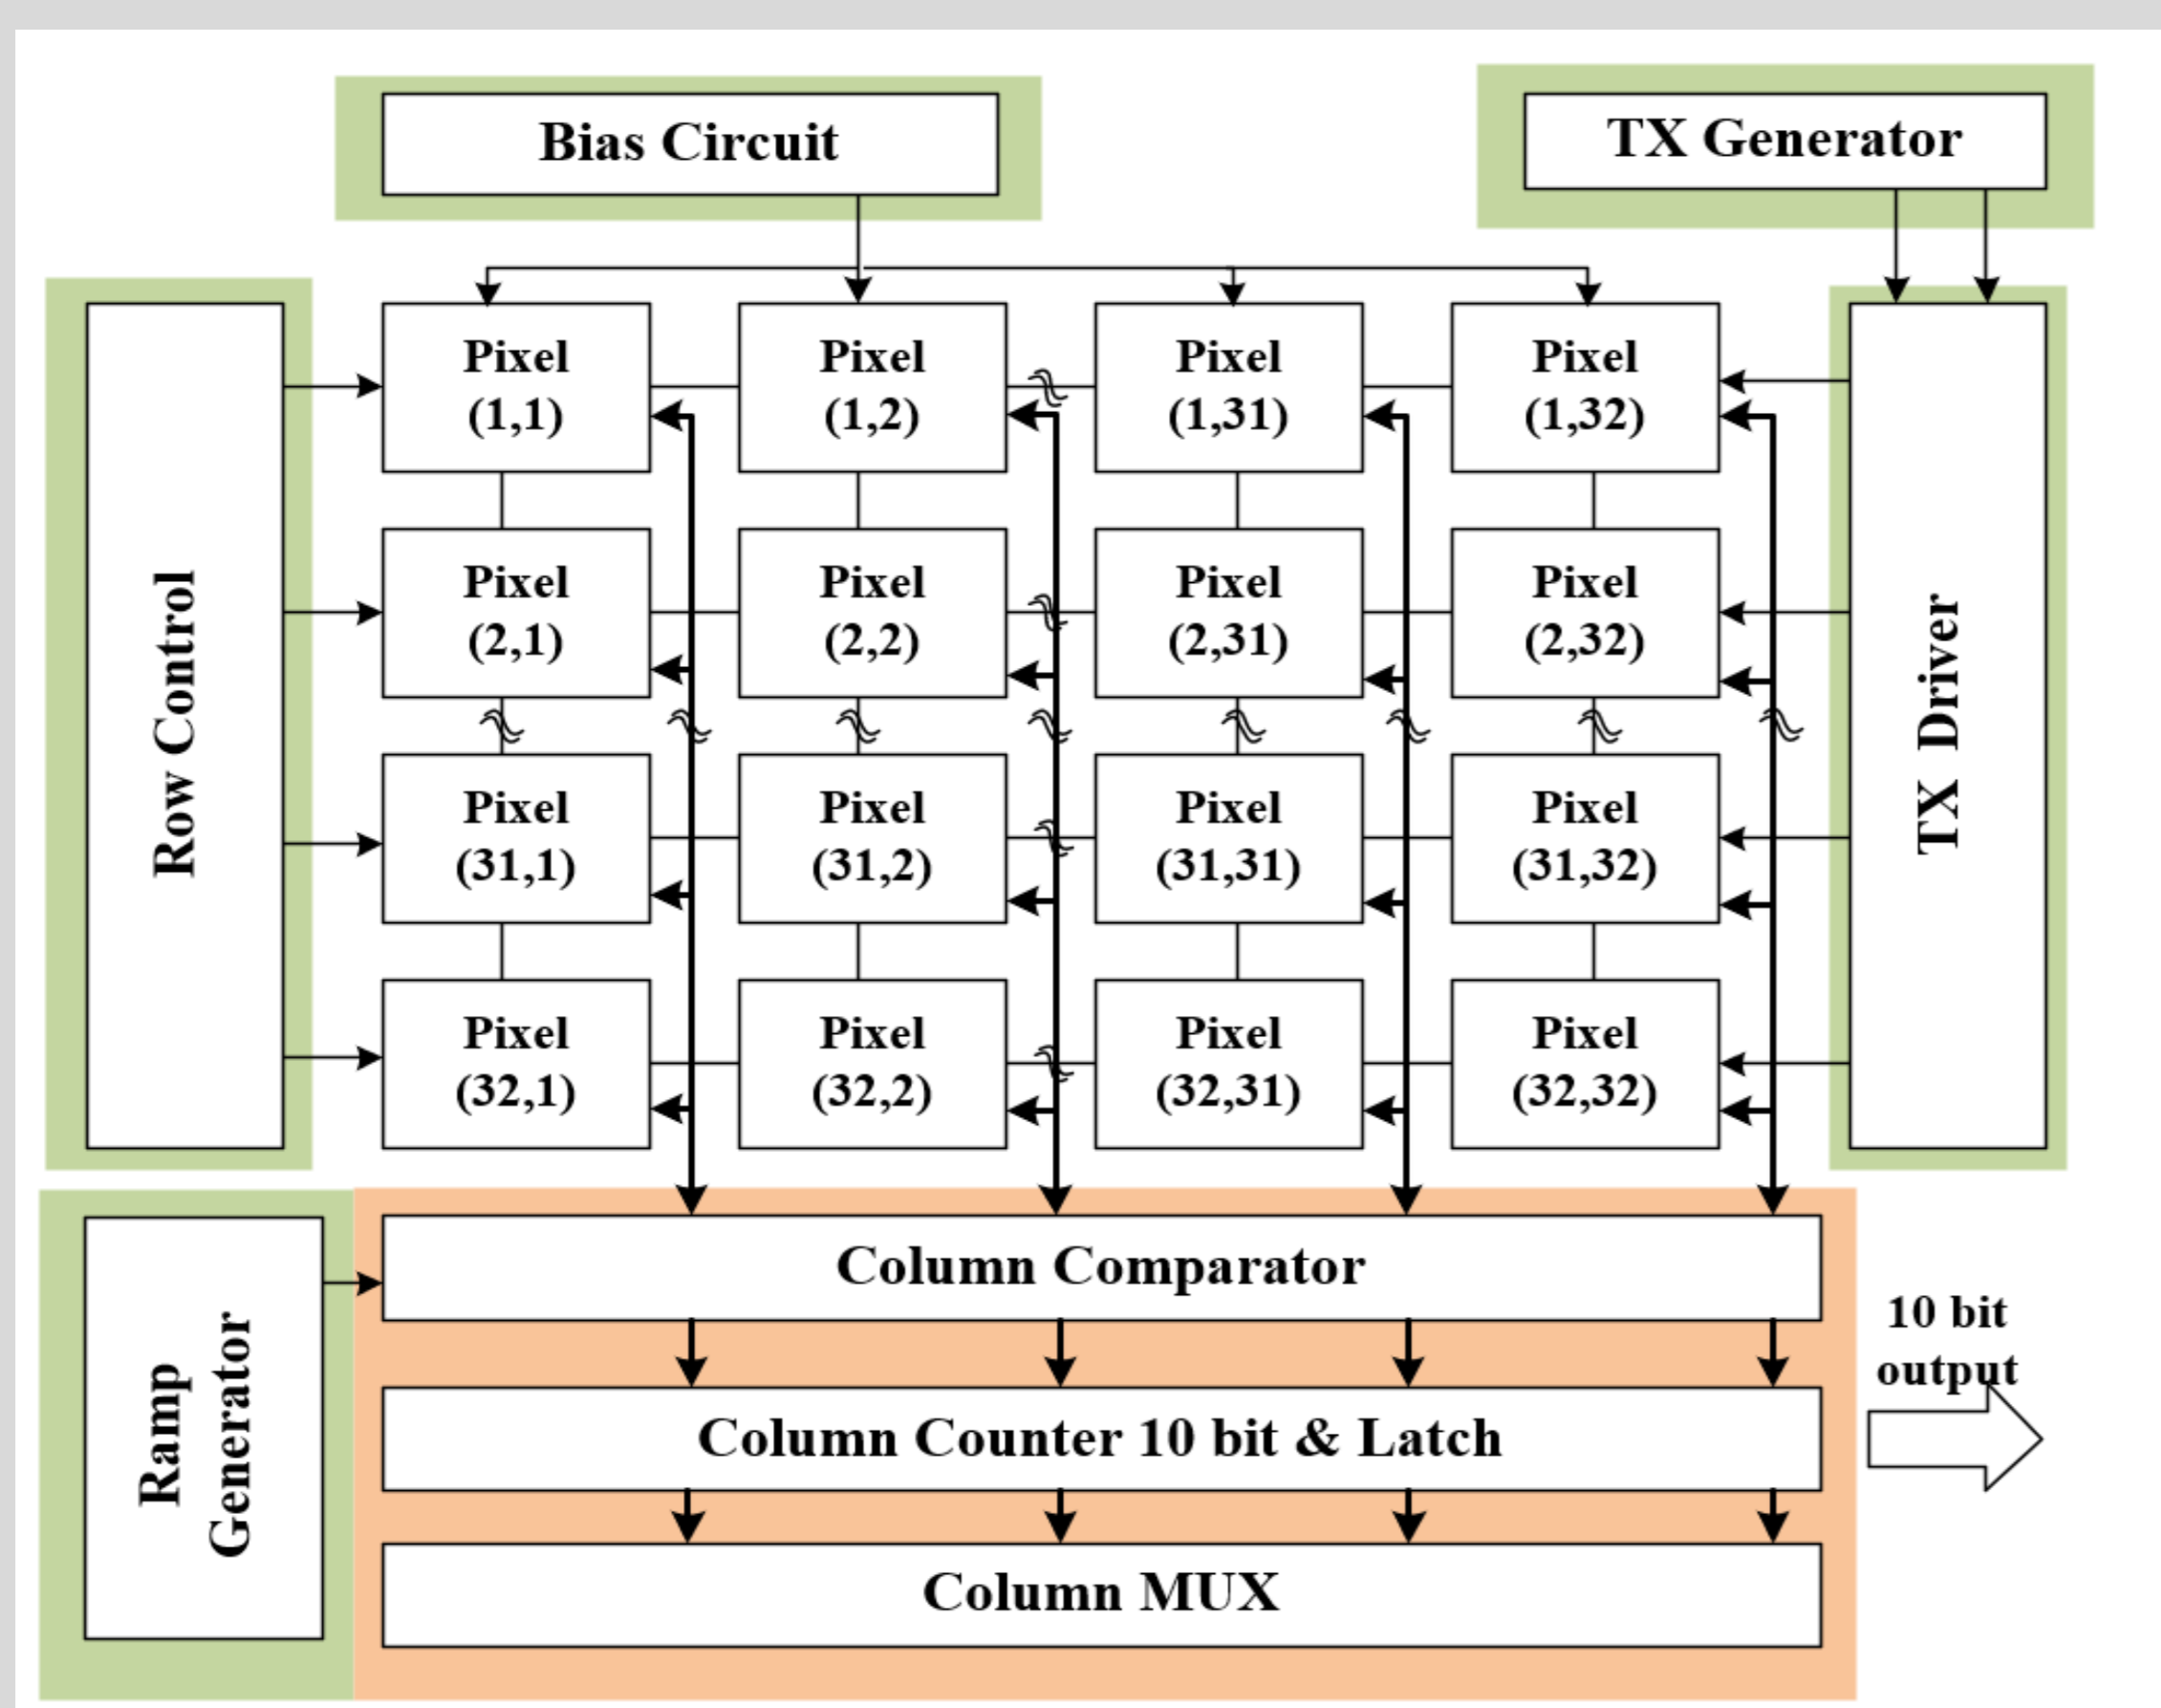 Bias Circuit
TX Generator
Row Control
Pixel
(1,1)
Pixel
(1,2)
Pixel
(1,31)
Pixel
(1,32)
Pixel
(2,1)
Pixel
(2,2)
Pixel
(2,31)
Pixel
(2,32)
Pixel
(31,1)
Pixel
(31,2)
Pixel
(31,31)
Pixel
(31,32)
Pixel
(32,1)
Pixel
(32,2)
Pixel
(32,31)
Pixel
(32,32)
TX Driver
Ramp
Generator
Column Comparator
Column Counter 10 bit & Latch
Column MUX
10 bit
output